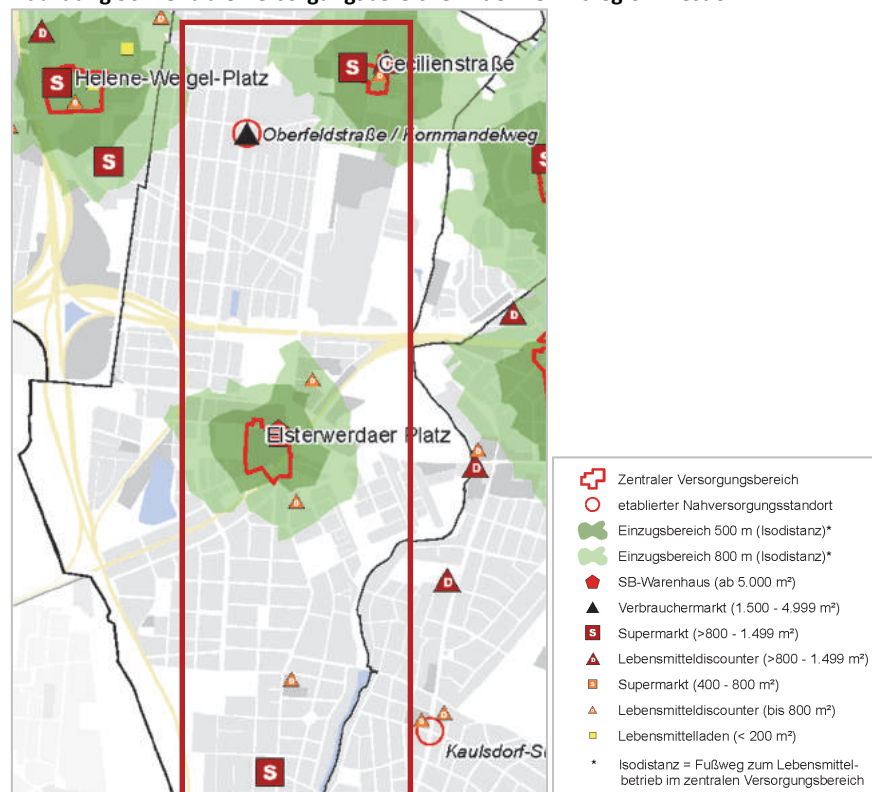 D
Helene-Weigel-Platz
S
D
S
S
Cecilienstraße
D
Oberfeldstraße / Kornmandelweg
S
D
D
Elsterwerdaer Platz
D
D
D
D
D
S
D
D
Kaulsdorf-S
Zentraler Versorgungsbereich
etablierter Nahversorgungsstandort
Einzugsbereich 500 m (Isodistanz)*
Einzugsbereich 800 m (Isodistanz)*
SB-Warenhaus (ab 5.000 m²)
Verbrauchermarkt (1.500 - 4.999 m²)
S Supermarkt (>800 - 1.499 m²)
D Lebensmitteldiscounter (>800 - 1.499 m²)
S Supermarkt (400 - 800 m²)
D Lebensmitteldiscounter (bis 800 m²)
Lebensmittelladen (< 200 m²)
* Isodistanz = Fußweg zum Lebensmittel-
betrieb im zentralen Versorgungsbereich